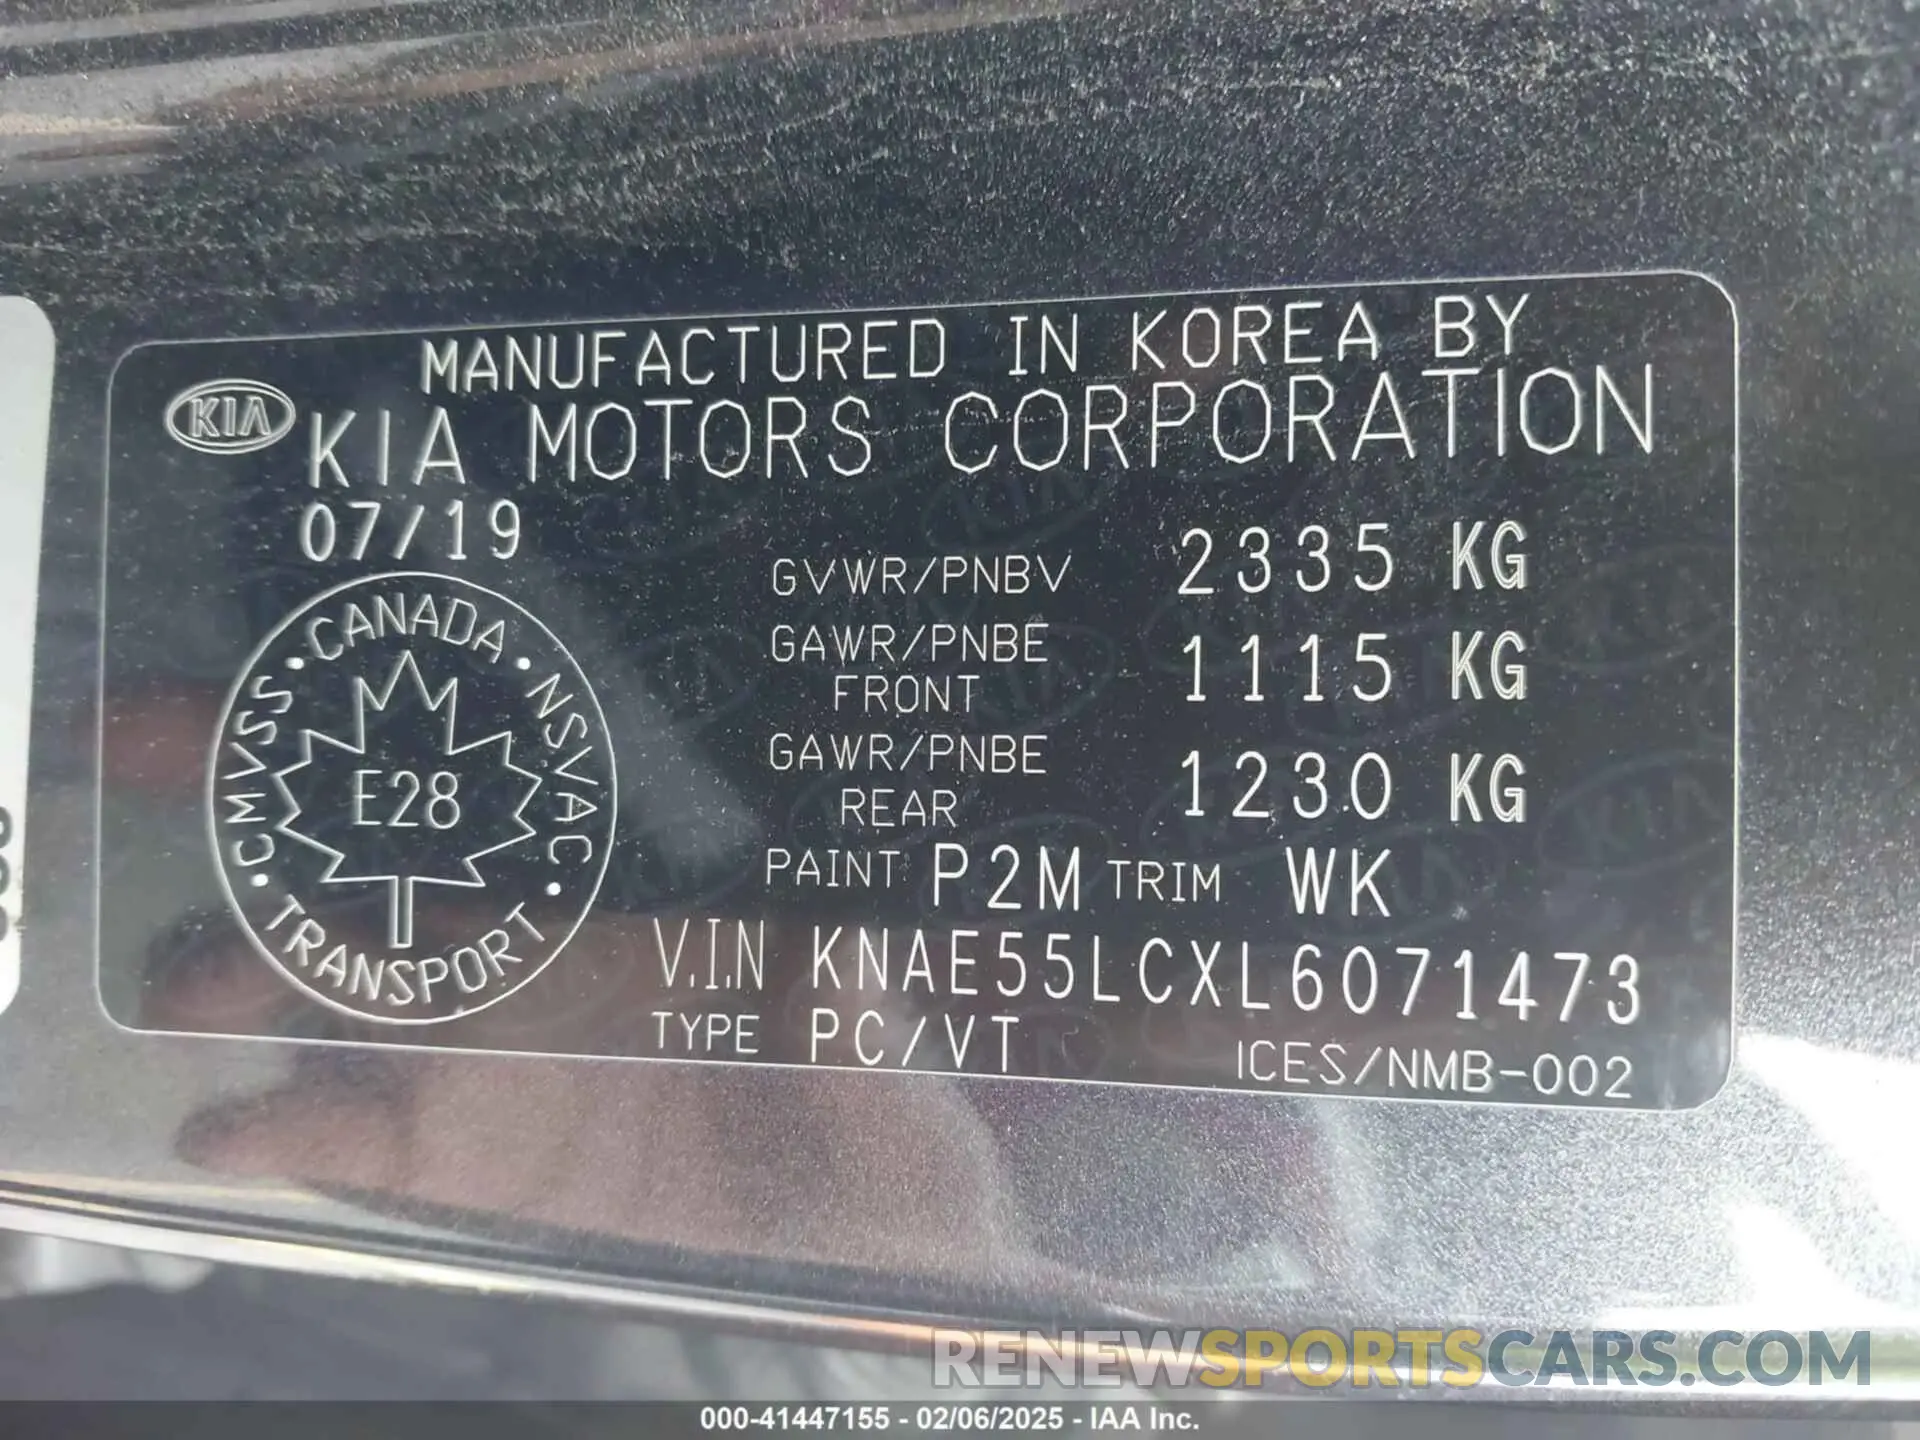 MANUFACTURED IN KOREA BY
KIA KIA MOTORS CORPORATION
07/19
GVWR/PNBV 2335 KG
GAWR/PNBE FRONT 1115 KG
GAWR/PNBE REAR 1230 KG
CANADA · NSVAC · TRANSPORT · CMVSS ·
E28
PAINT P2M TRIM WK
V.I.N KNAE55LCXL6071473
TYPE PC/VT
ICES/NMB-002
RENEWSPORTSCARS.COM
000-41447155 - 02/06/2025 - IAA Inc.